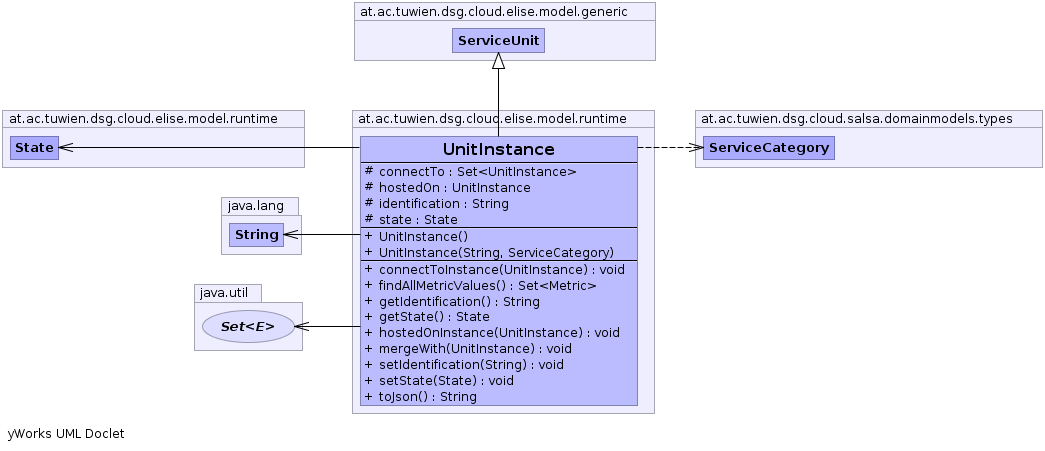 at.ac.tuwien.dsg.cloud.elise.model.generic
ServiceUnit
at.ac.tuwien.dsg.cloud.elise.model.runtime
State
at.ac.tuwien.dsg.cloud.elise.model.runtime
UnitInstance
# connectTo : Set<UnitInstance>
# hostedOn : UnitInstance
# identification : String
# state : State
+ UnitInstance()
+ UnitInstance(String, ServiceCategory)
+ connectToInstance(UnitInstance) : void
+ findAllMetricValues() : Set<Metric>
+ getIdentification() : String
+ getState() : State
+ hostedOnInstance(UnitInstance) : void
+ mergeWith(UnitInstance) : void
+ setIdentification(String) : void
+ setState(State) : void
+ toJson() : String
at.ac.tuwien.dsg.cloud.salsa.domainmodels.types
ServiceCategory
java.lang
String
java.util
Set<E>
yWorks UML Doclet